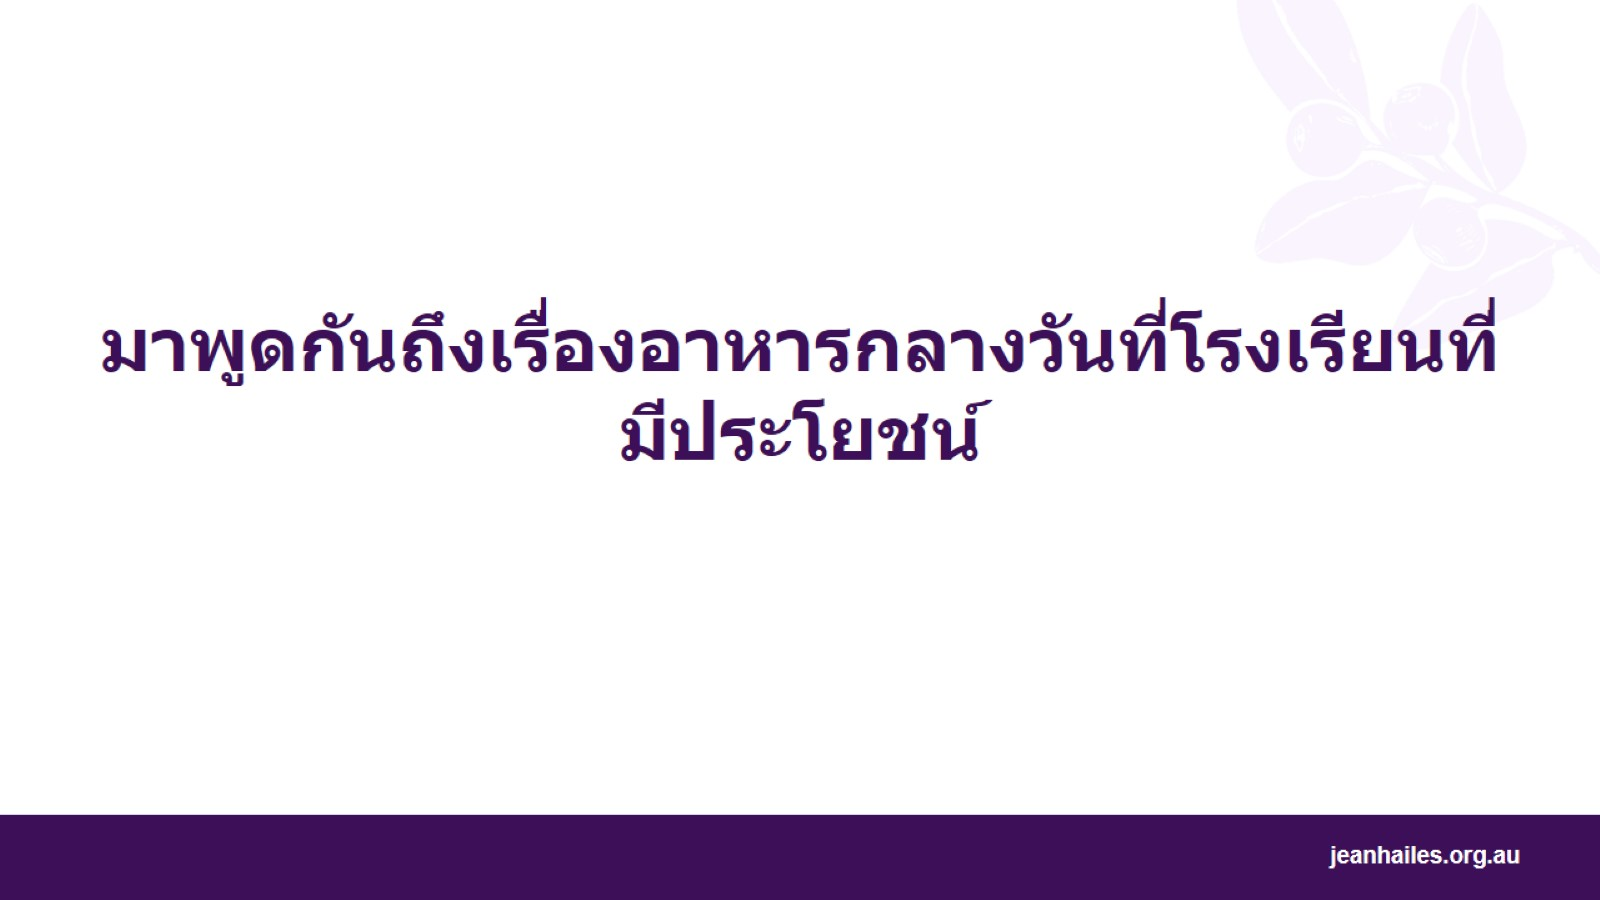 มาพูดกันถึงเรื่องอาหารกลางวันที่โรงเรียนที่
มีประโยชน์
jeanhailes.org.au